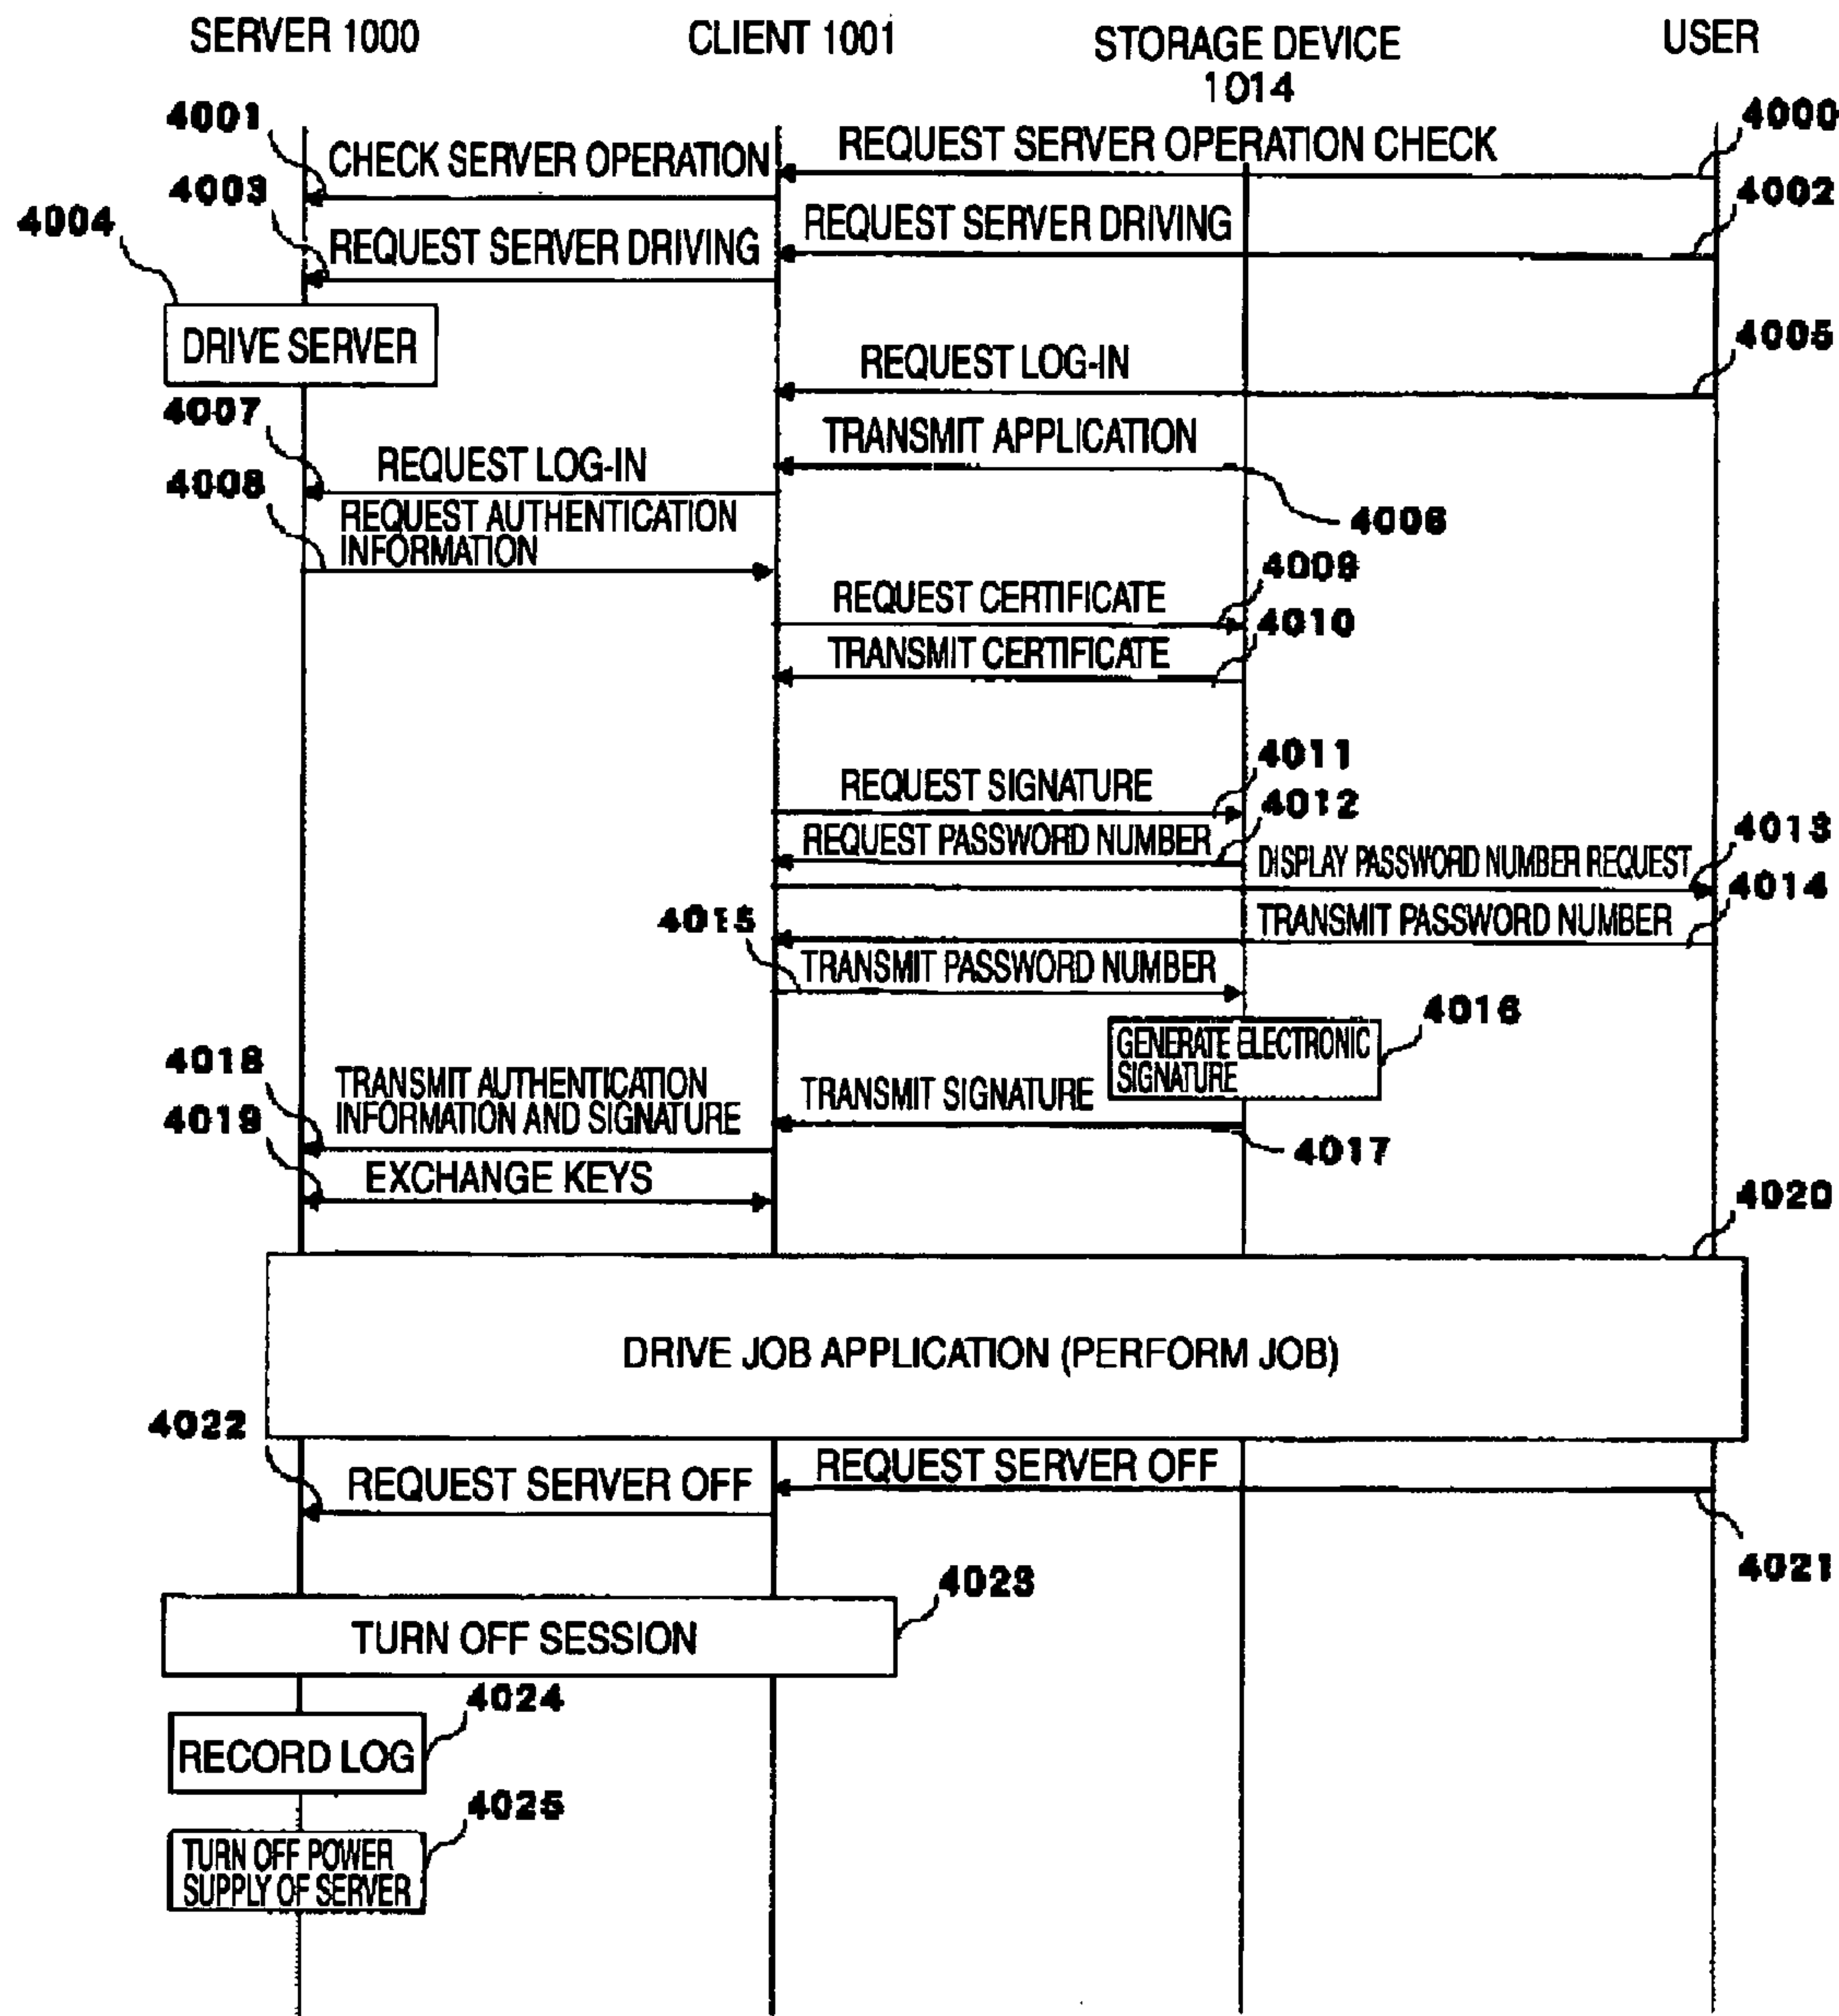 SERVER 1000
CLIENT 1001
STORAGE DEVICE
1014
USER
4001
CHECK SERVER OPERATION
REQUEST SERVER OPERATION CHECK
4000
4003
4004
REQUEST SERVER DRIVING
REQUEST SERVER DRIVING
4002
DRIVE SERVER
REQUEST LOG-IN
4005
4007
TRANSMIT APPLICATION
REQUEST LOG-IN
4008
REQUEST AUTHENTICATION
INFORMATION
4006
REQUEST CERTIFICATE
4009
TRANSMIT CERTIFICATE
4010
REQUEST SIGNATURE
4011
REQUEST PASSWORD NUMBER
4012
DISPLAY PASSWORD NUMBER REQUEST
4013
TRANSMIT PASSWORD NUMBER
4014
4015
TRANSMIT PASSWORD NUMBER
GENERATE ELECTRONIC
SIGNATURE
4016
4018
TRANSMIT AUTHENTICATION
INFORMATION AND SIGNATURE
TRANSMIT SIGNATURE
4017
4019
EXCHANGE KEYS
4020
DRIVE JOB APPLICATION (PERFORM JOB)
4022
REQUEST SERVER OFF
REQUEST SERVER OFF
4021
TURN OFF SESSION
4023
RECORD LOG
4024
TURN OFF POWER
SUPPLY OF SERVER
4025